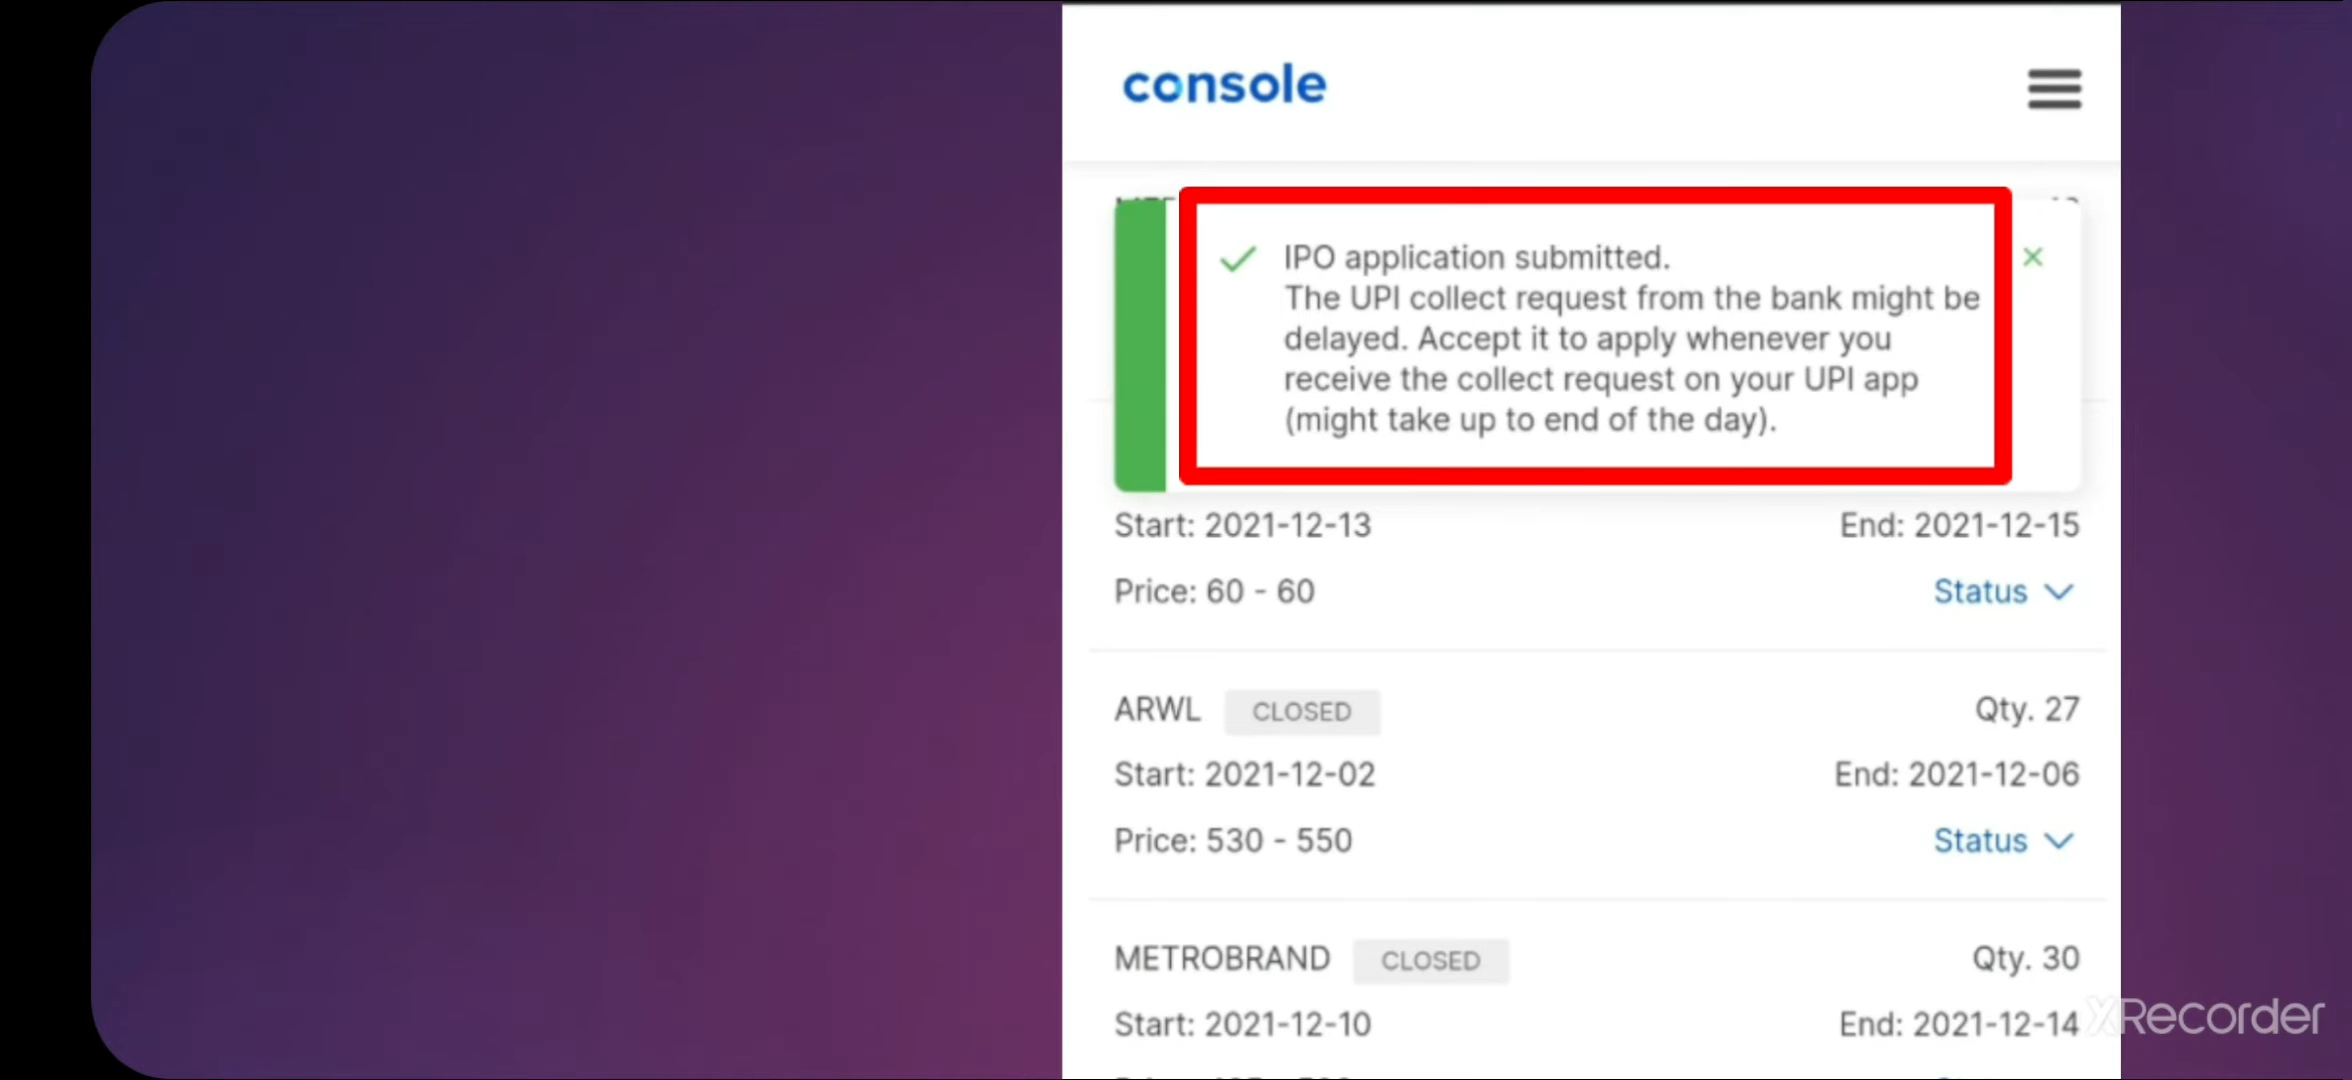 console
IPO application submitted.
The UPI collect request from the bank might be
delayed. Accept it to apply whenever you
receive the collect request on your UPI app
(might take up to end of the day).
Start: 2021-12-13 End: 2021-12-15
Price: 60 - 60 Status
ARWL CLOSED Qty. 27
Start: 2021-12-02 End: 2021-12-06
Price: 530 - 550 Status
METROBRAND CLOSED Qty. 30
Start: 2021-12-10 End: 2021-12-14
XRecorder